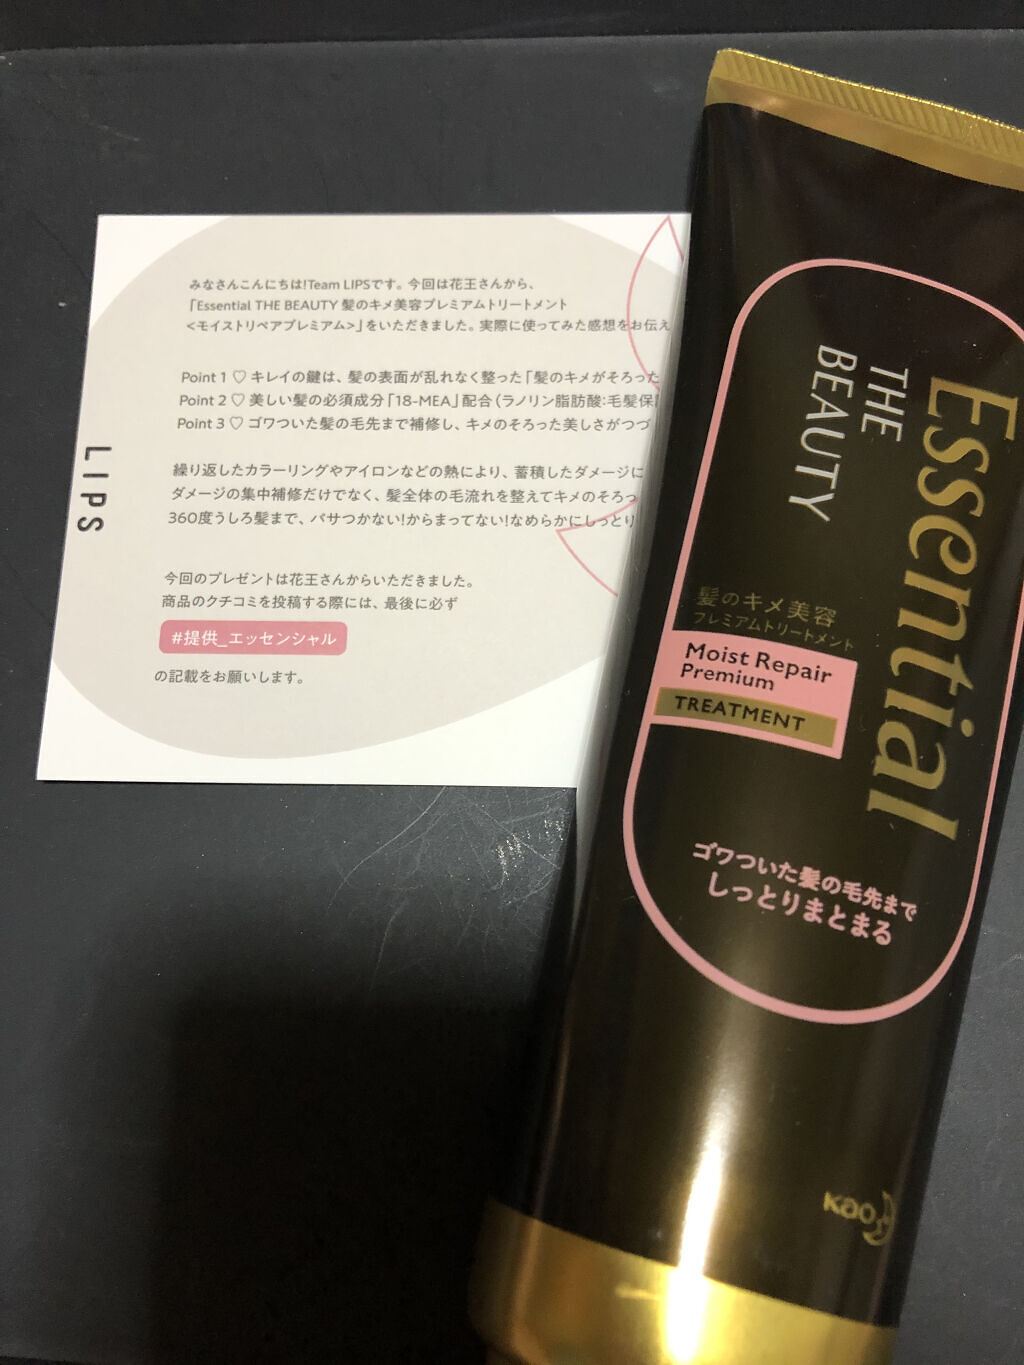 みなさんこんにちは!Team LIPSです。今回は花王さんから、
「Essential THE BEAUTY 髪のキメ美容プレミアムトリートメント
<モイストリペアプレミアム>」をいただきました。実際に使ってみた感想をお伝え
Point 1 ♡ キレイの鍵は、髪の表面が乱れなく整った「髪のキメがそろった
Point 2 ♡ 美しい髪の必須成分「18-MEA」配合（ラノリン脂肪酸:毛髪保
Point 3 ♡ ゴワついた髪の毛先まで補修し、キメのそろった美しさがつづ
繰り返したカラーリングやアイロンなどの熱により、蓄積したダメージに
ダメージの集中補修だけでなく、髪全体の毛流れを整えてキメのそろっ
360度うしろ髪まで、パサつかない!からまってない!なめらかにしっとり
今回のプレゼントは花王さんからいただきました。
商品のクチコミを投稿する際には、最後に必ず
#提供_エッセンシャル
の記載をお願いします。
LIPS
Essential
THE
BEAUTY
髪のキメ美容
プレミアムトリートメント
Moist Repair
Premium
TREATMENT
ゴワついた髪の毛先まで
しっとりまとまる
Kao